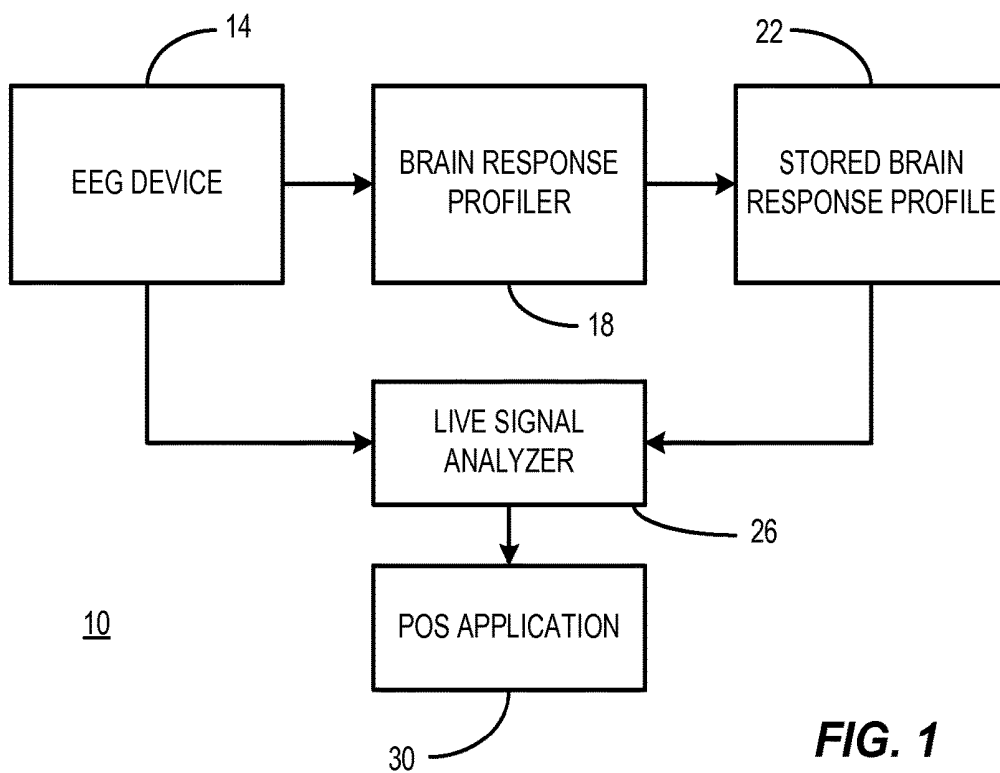 14
22
EEG DEVICE
BRAIN RESPONSE
PROFILER
STORED BRAIN
RESPONSE PROFILE
18
LIVE SIGNAL
ANALYZER
26
POS APPLICATION
10
30
FIG. 1